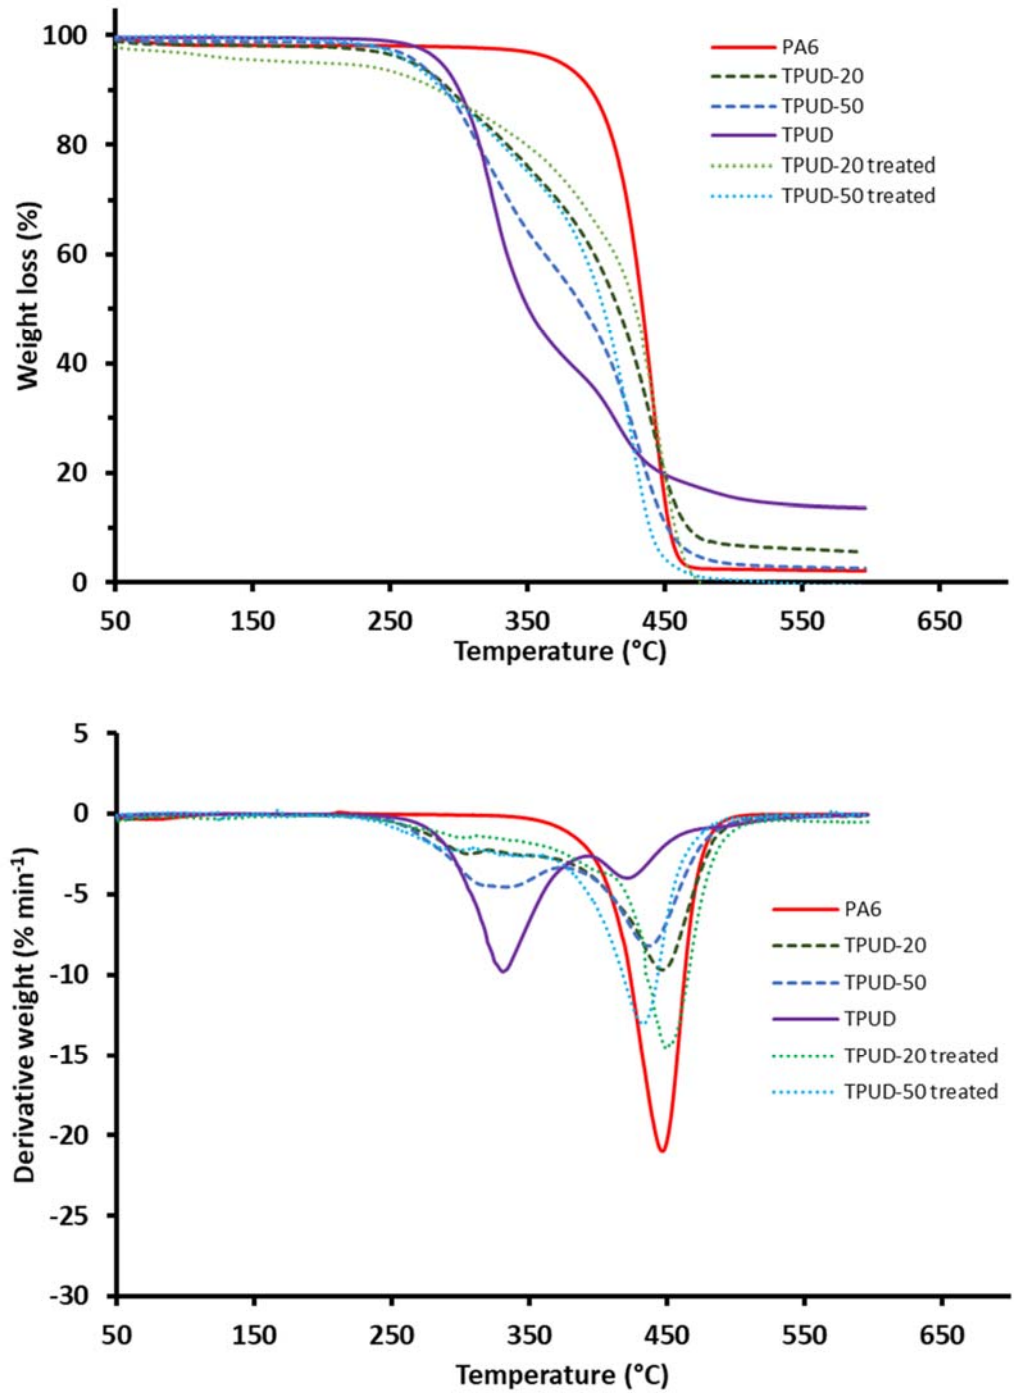 100
80
60
40
20
0
Weight loss (%)
PA6
TPUD-20
TPUD-50
TPUD
TPUD-20 treated
TPUD-50 treated
50 150 250 350 450 550 650
Temperature (°C)
5
0
-5
-10
-15
-20
-25
-30
Derivative weight (% min-1)
PA6
TPUD-20
TPUD-50
TPUD
TPUD-20 treated
TPUD-50 treated
50 150 250 350 450 550 650
Temperature (°C)